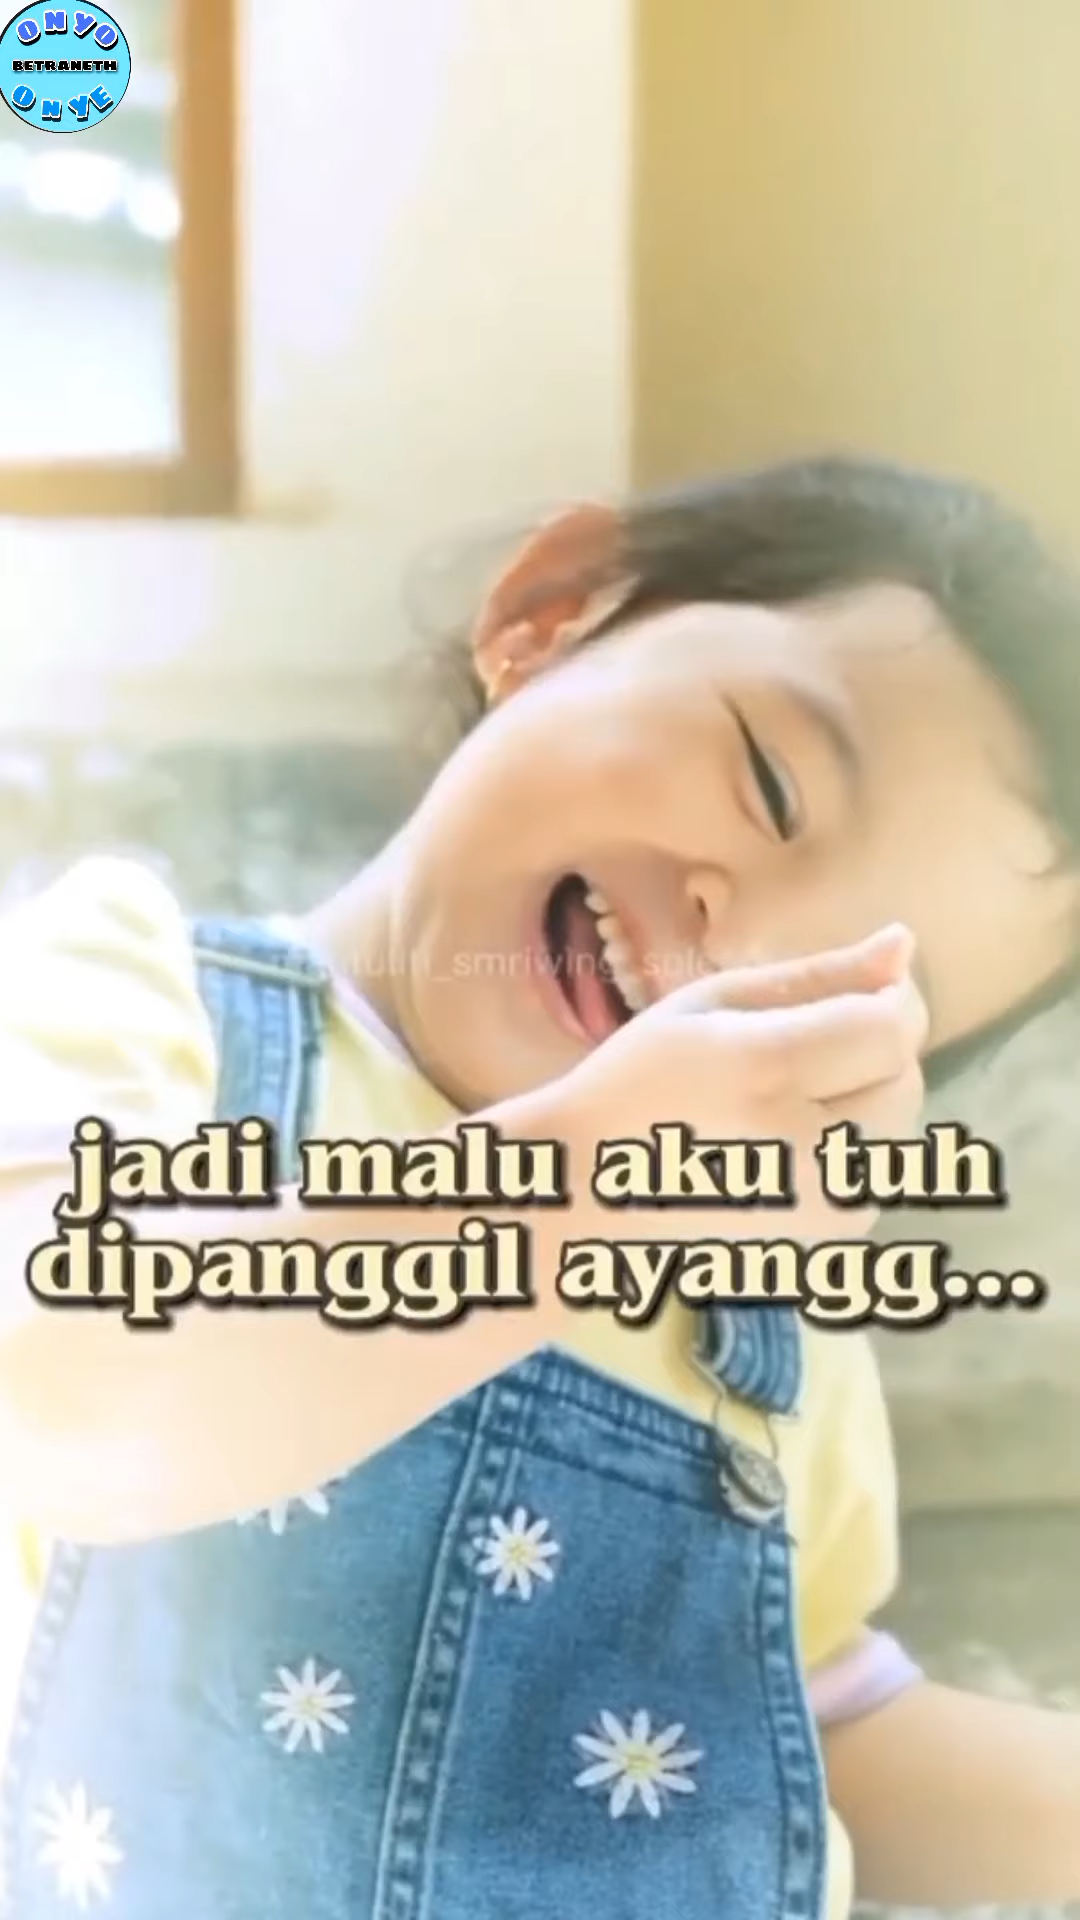 ONYO
BETRANETH
ONYE
jadi malu aku tuh
dipanggil ayangg...